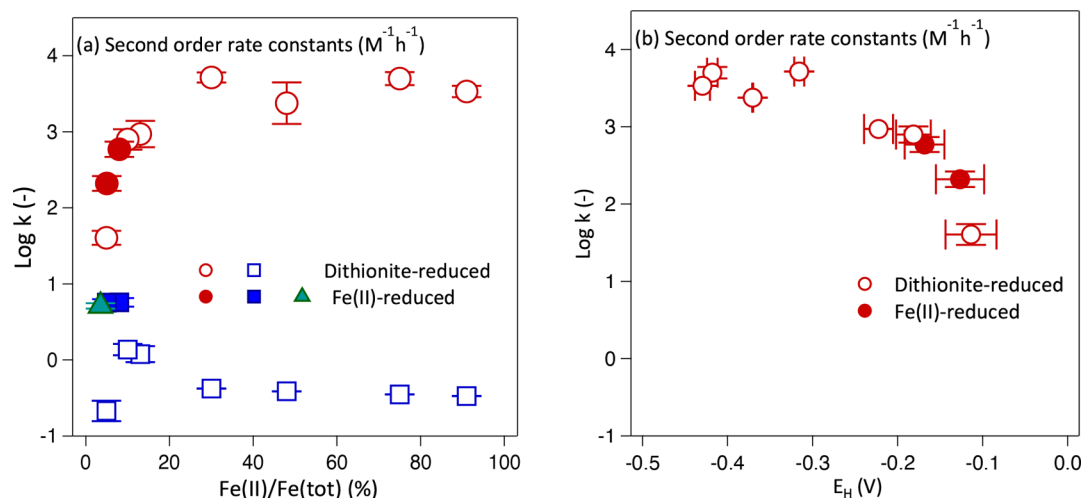 (a) Second order rate constants (M⁻¹h⁻¹)
4
3
2
1
0
-1
Log k (-)
Dithionite-reduced
Fe(II)-reduced
0
20
40
60
80
100
Fe(II)/Fe(tot) (%)
(b) Second order rate constants (M⁻¹h⁻¹)
4
3
2
1
0
-1
Log k (-)
Dithionite-reduced
Fe(II)-reduced
-0.5
-0.4
-0.3
-0.2
-0.1
0.0
E_H (V)